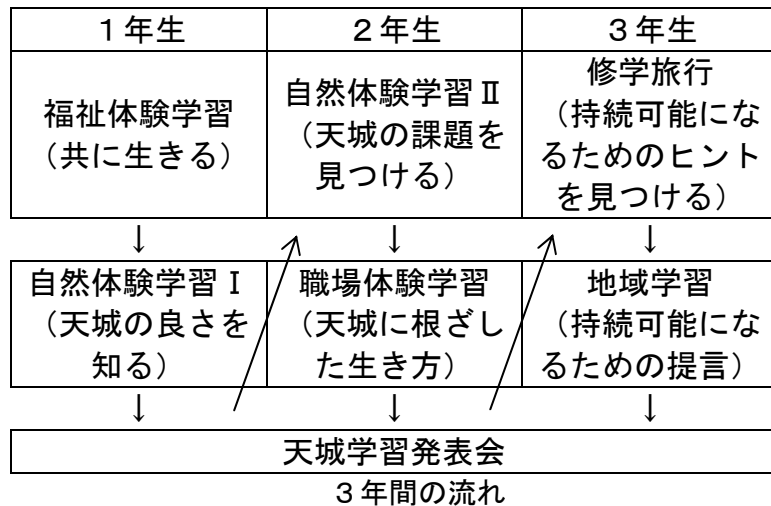 １年生
２年生
３年生
福祉体験学習
（共に生きる）
自然体験学習Ⅱ
（天城の課題を
見つける）
修学旅行
（持続可能にな
るためのヒント
を見つける）
↓
↓
↓
自然体験学習Ⅰ
（天城の良さを
知る）
職場体験学習
（天城に根ざし
た生き方）
地域学習
（持続可能にな
るための提言）
↓
↓
↓
天城学習発表会
３年間の流れ